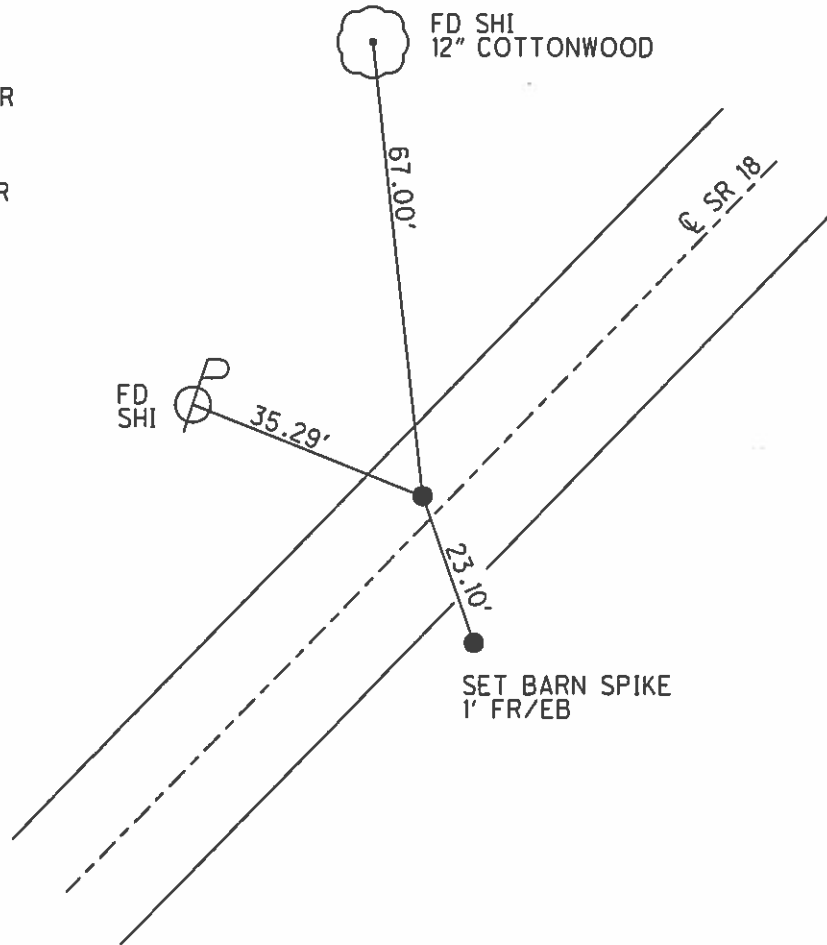 FD SHI
12" COTTONWOOD
R
R
67.00'
℄ SR 18
FD
SHI
35.29'
23.10'
SET BARN SPIKE
1' FR/EB